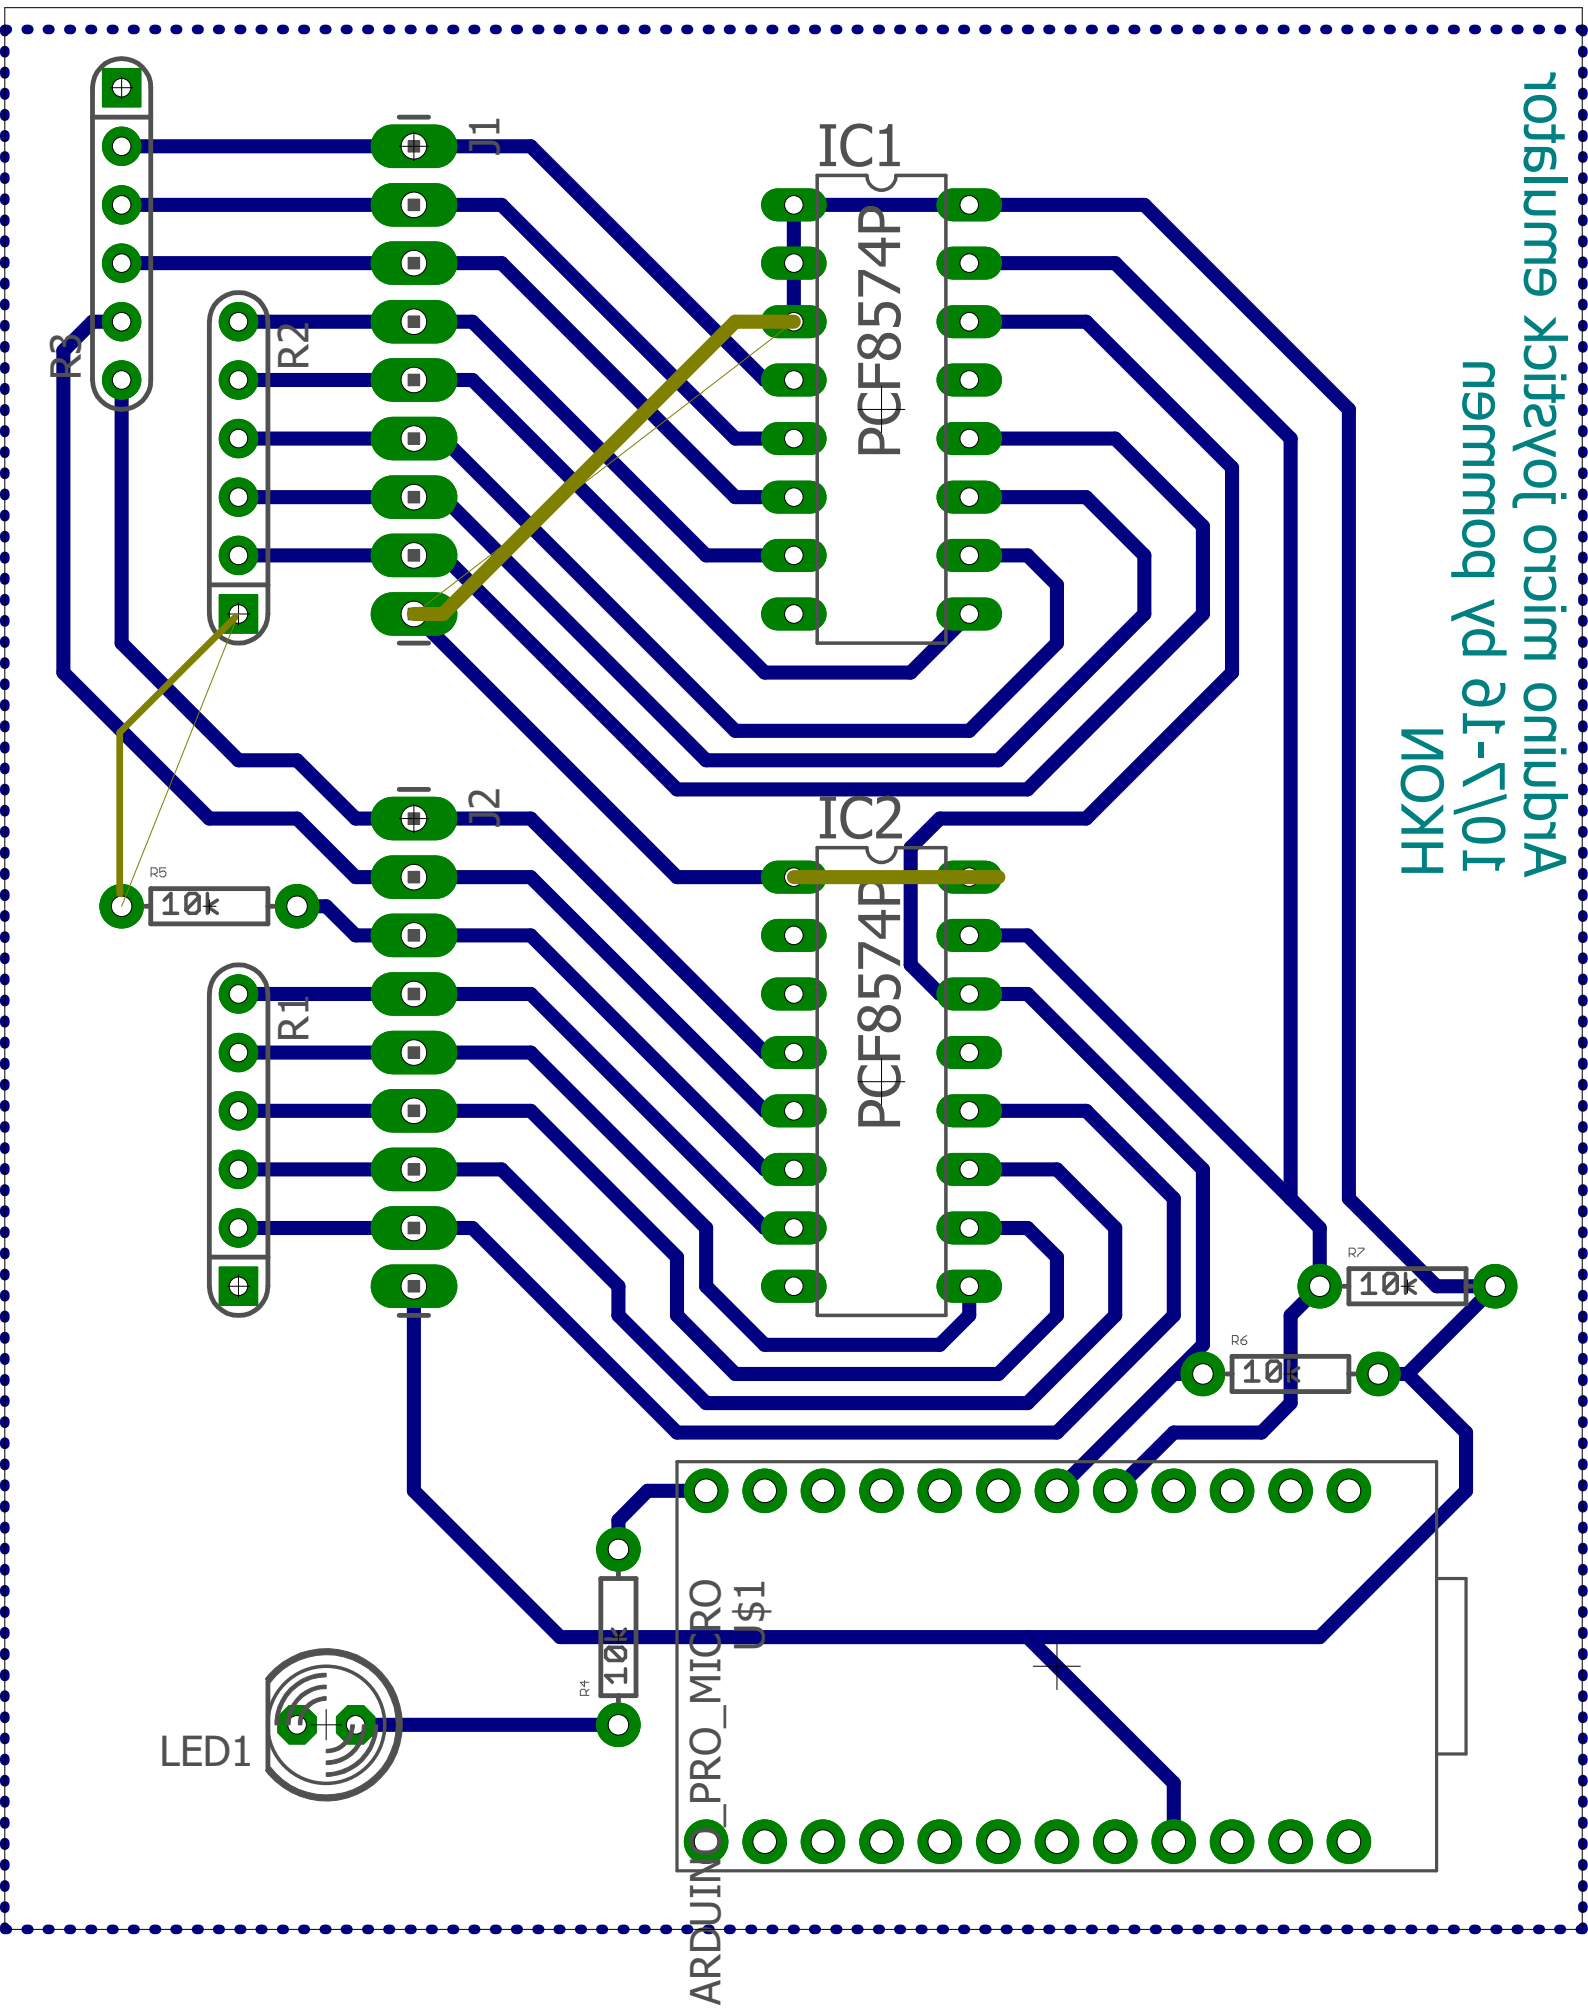 J1
IC1
PCF8574P
R3
R2
Arduino micro joystick emulator
10/7-16 by bommen
HKON
J2
IC2
PCF8574P
R5
10k
R1
R7
10k
R6
10k
U$1
ARDUINO_PRO_MICRO
10k
R4
LED1